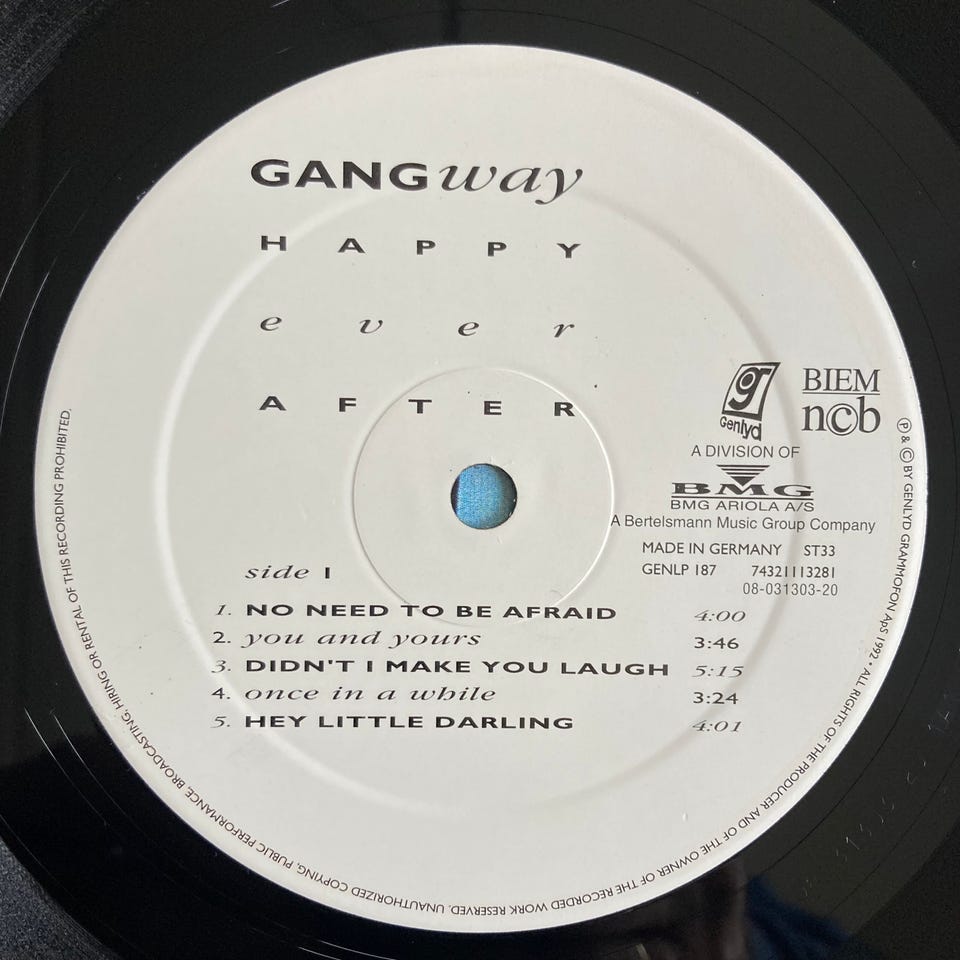 GANGway
HAPPY
ever
AFTER
g
Genlyd
BIEM
n©b
A DIVISION OF
BMG
BMG ARIOLA A/S
A Bertelsmann Music Group Company
MADE IN GERMANY ST33
GENLP 187 74321113281
08-031303-20
side 1
1. NO NEED TO BE AFRAID 4:00
2. you and yours 3:46
3. DIDN'T I MAKE YOU LAUGH 5:15
4. once in a while 3:24
5. HEY LITTLE DARLING 4:01
℗ & © BY GENLYD GRAMMOFON ApS 1992 • ALL RIGHTS OF THE PRODUCER AND OF THE OWNER OF THE RECORDED WORK RESERVED. UNAUTHORIZED COPYING, PUBLIC PERFORMANCE, BROADCASTING, HIRING OR RENTAL OF THIS RECORDING PROHIBITED.